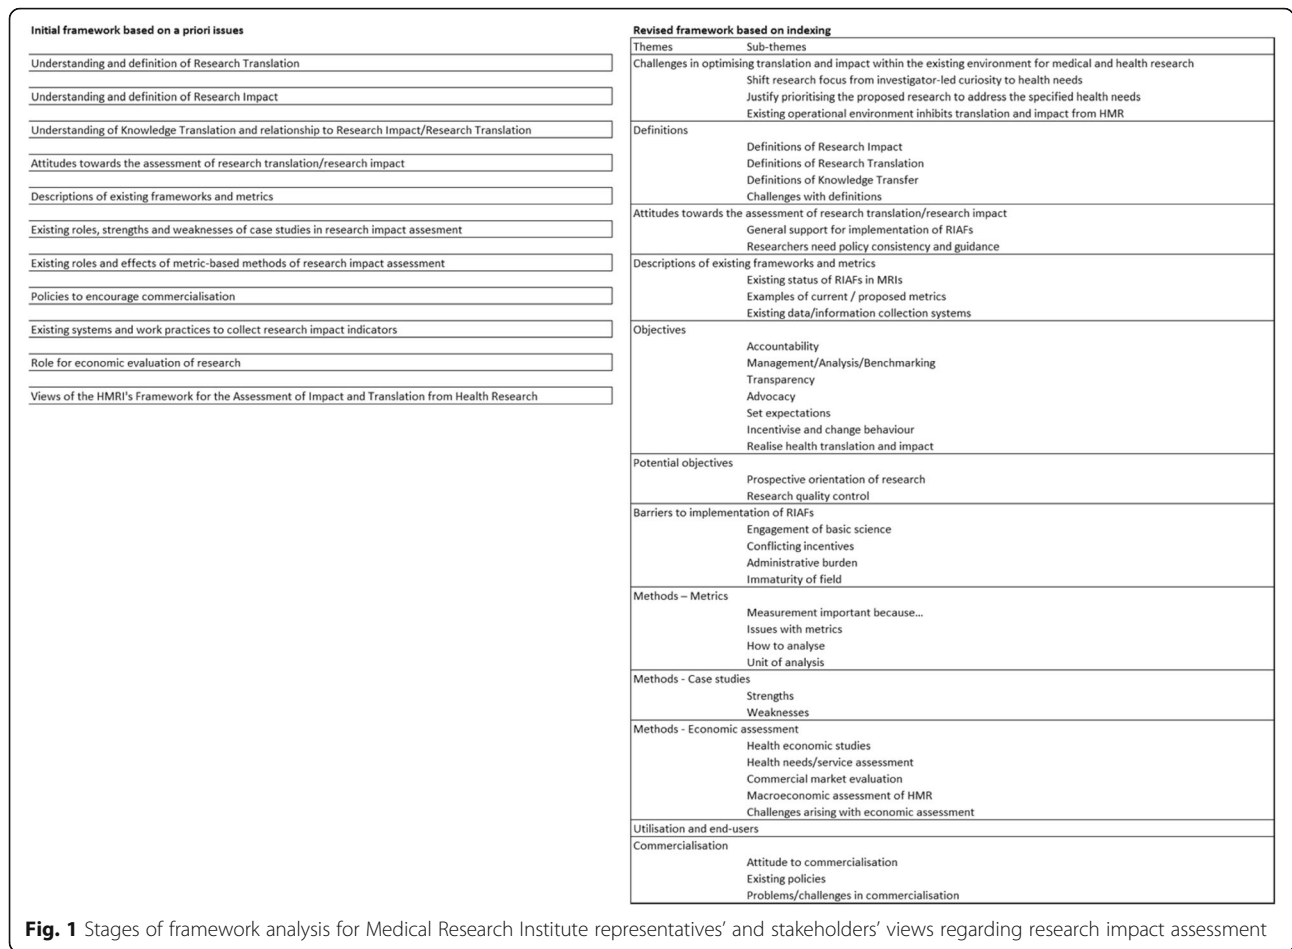 Initial framework based on a priori issues
Understanding and definition of Research Translation
Understanding and definition of Research Impact
Understanding of Knowledge Translation and relationship to Research Impact/Research Translation
Attitudes towards the assessment of research translation/research impact
Descriptions of existing frameworks and metrics
Existing roles, strengths and weaknesses of case studies in research impact assesment
Existing roles and effects of metric-based methods of research impact assessment
Policies to encourage commercialisation
Existing systems and work practices to collect research impact indicators
Role for economic evaluation of research
Views of the HMRI's Framework for the Assessment of Impact and Translation from Health Research
Revised framework based on indexing
Themes Sub-themes
Challenges in optimising translation and impact within the existing environment for medical and health research
Shift research focus from investigator-led curiosity to health needs
Justify prioritising the proposed research to address the specified health needs
Existing operational environment inhibits translation and impact from HMR
Definitions
Definitions of Research Impact
Definitions of Research Translation
Definitions of Knowledge Transfer
Challenges with definitions
Attitudes towards the assessment of research translation/research impact
General support for implementation of RIAFs
Researchers need policy consistency and guidance
Descriptions of existing frameworks and metrics
Existing status of RIAFs in MRIs
Examples of current / proposed metrics
Existing data/information collection systems
Objectives
Accountability
Management/Analysis/Benchmarking
Transparency
Advocacy
Set expectations
Incentivise and change behaviour
Realise health translation and impact
Potential objectives
Prospective orientation of research
Research quality control
Barriers to implementation of RIAFs
Engagement of basic science
Conflicting incentives
Administrative burden
Immaturity of field
Methods – Metrics
Measurement important because…
Issues with metrics
How to analyse
Unit of analysis
Methods - Case studies
Strengths
Weaknesses
Methods - Economic assessment
Health economic studies
Health needs/service assessment
Commercial market evaluation
Macroeconomic assessment of HMR
Challenges arising with economic assessment
Utilisation and end-users
Commercialisation
Attitude to commercialisation
Existing policies
Problems/challenges in commercialisation
Fig. 1 Stages of framework analysis for Medical Research Institute representatives’ and stakeholders’ views regarding research impact assessment